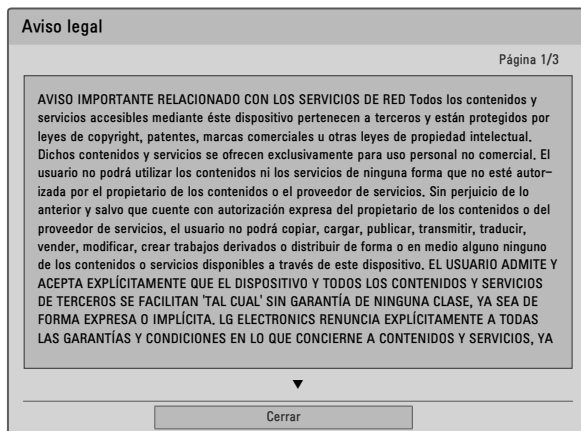 Aviso legal
Página 1/3
AVISO IMPORTANTE RELACIONADO CON LOS SERVICIOS DE RED Todos los contenidos y
servicios accesibles mediante éste dispositivo pertenecen a terceros y están protegidos por
leyes de copyright, patentes, marcas comerciales u otras leyes de propiedad intelectual.
Dichos contenidos y servicios se ofrecen exclusivamente para uso personal no comercial. El
usuario no podrá utilizar los contenidos ni los servicios de ninguna forma que no esté autor-
izada por el propietario de los contenidos o el proveedor de servicios. Sin perjuicio de lo
anterior y salvo que cuente con autorización expresa del propietario de los contenidos o del
proveedor de servicios, el usuario no podrá copiar, cargar, publicar, transmitir, traducir,
vender, modificar, crear trabajos derivados o distribuir de forma o en medio alguno ninguno
de los contenidos o servicios disponibles a través de este dispositivo. EL USUARIO ADMITE Y
ACEPTA EXPLÍCITAMENTE QUE EL DISPOSITIVO Y TODOS LOS CONTENIDOS Y SERVICIOS
DE TERCEROS SE FACILITAN 'TAL CUAL' SIN GARANTÍA DE NINGUNA CLASE, YA SEA DE
FORMA EXPRESA O IMPLÍCITA. LG ELECTRONICS RENUNCIA EXPLÍCITAMENTE A TODAS
LAS GARANTÍAS Y CONDICIONES EN LO QUE CONCIERNE A CONTENIDOS Y SERVICIOS, YA
▼
Cerrar